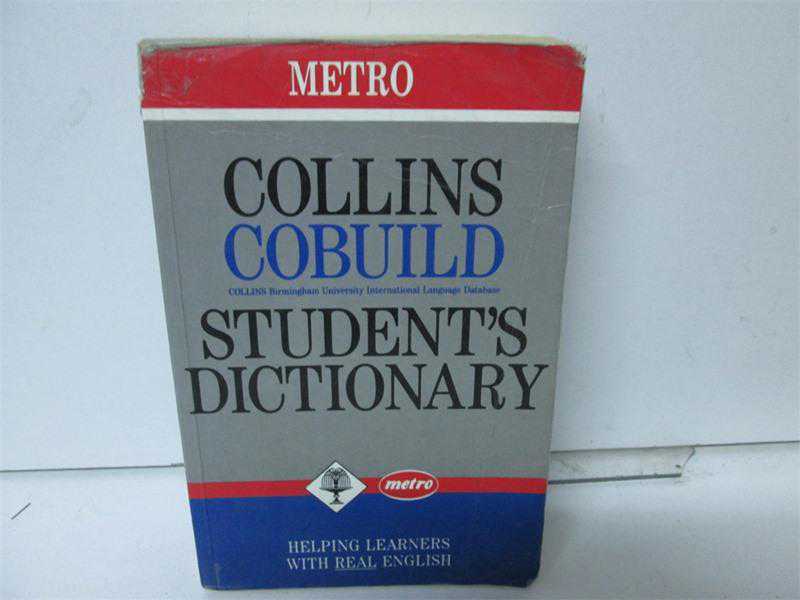 METRO
COLLINS
COBUILD
COLLINS Birmingham University International Language Database
STUDENT'S
DICTIONARY
metro
HELPING LEARNERS
WITH REAL ENGLISH